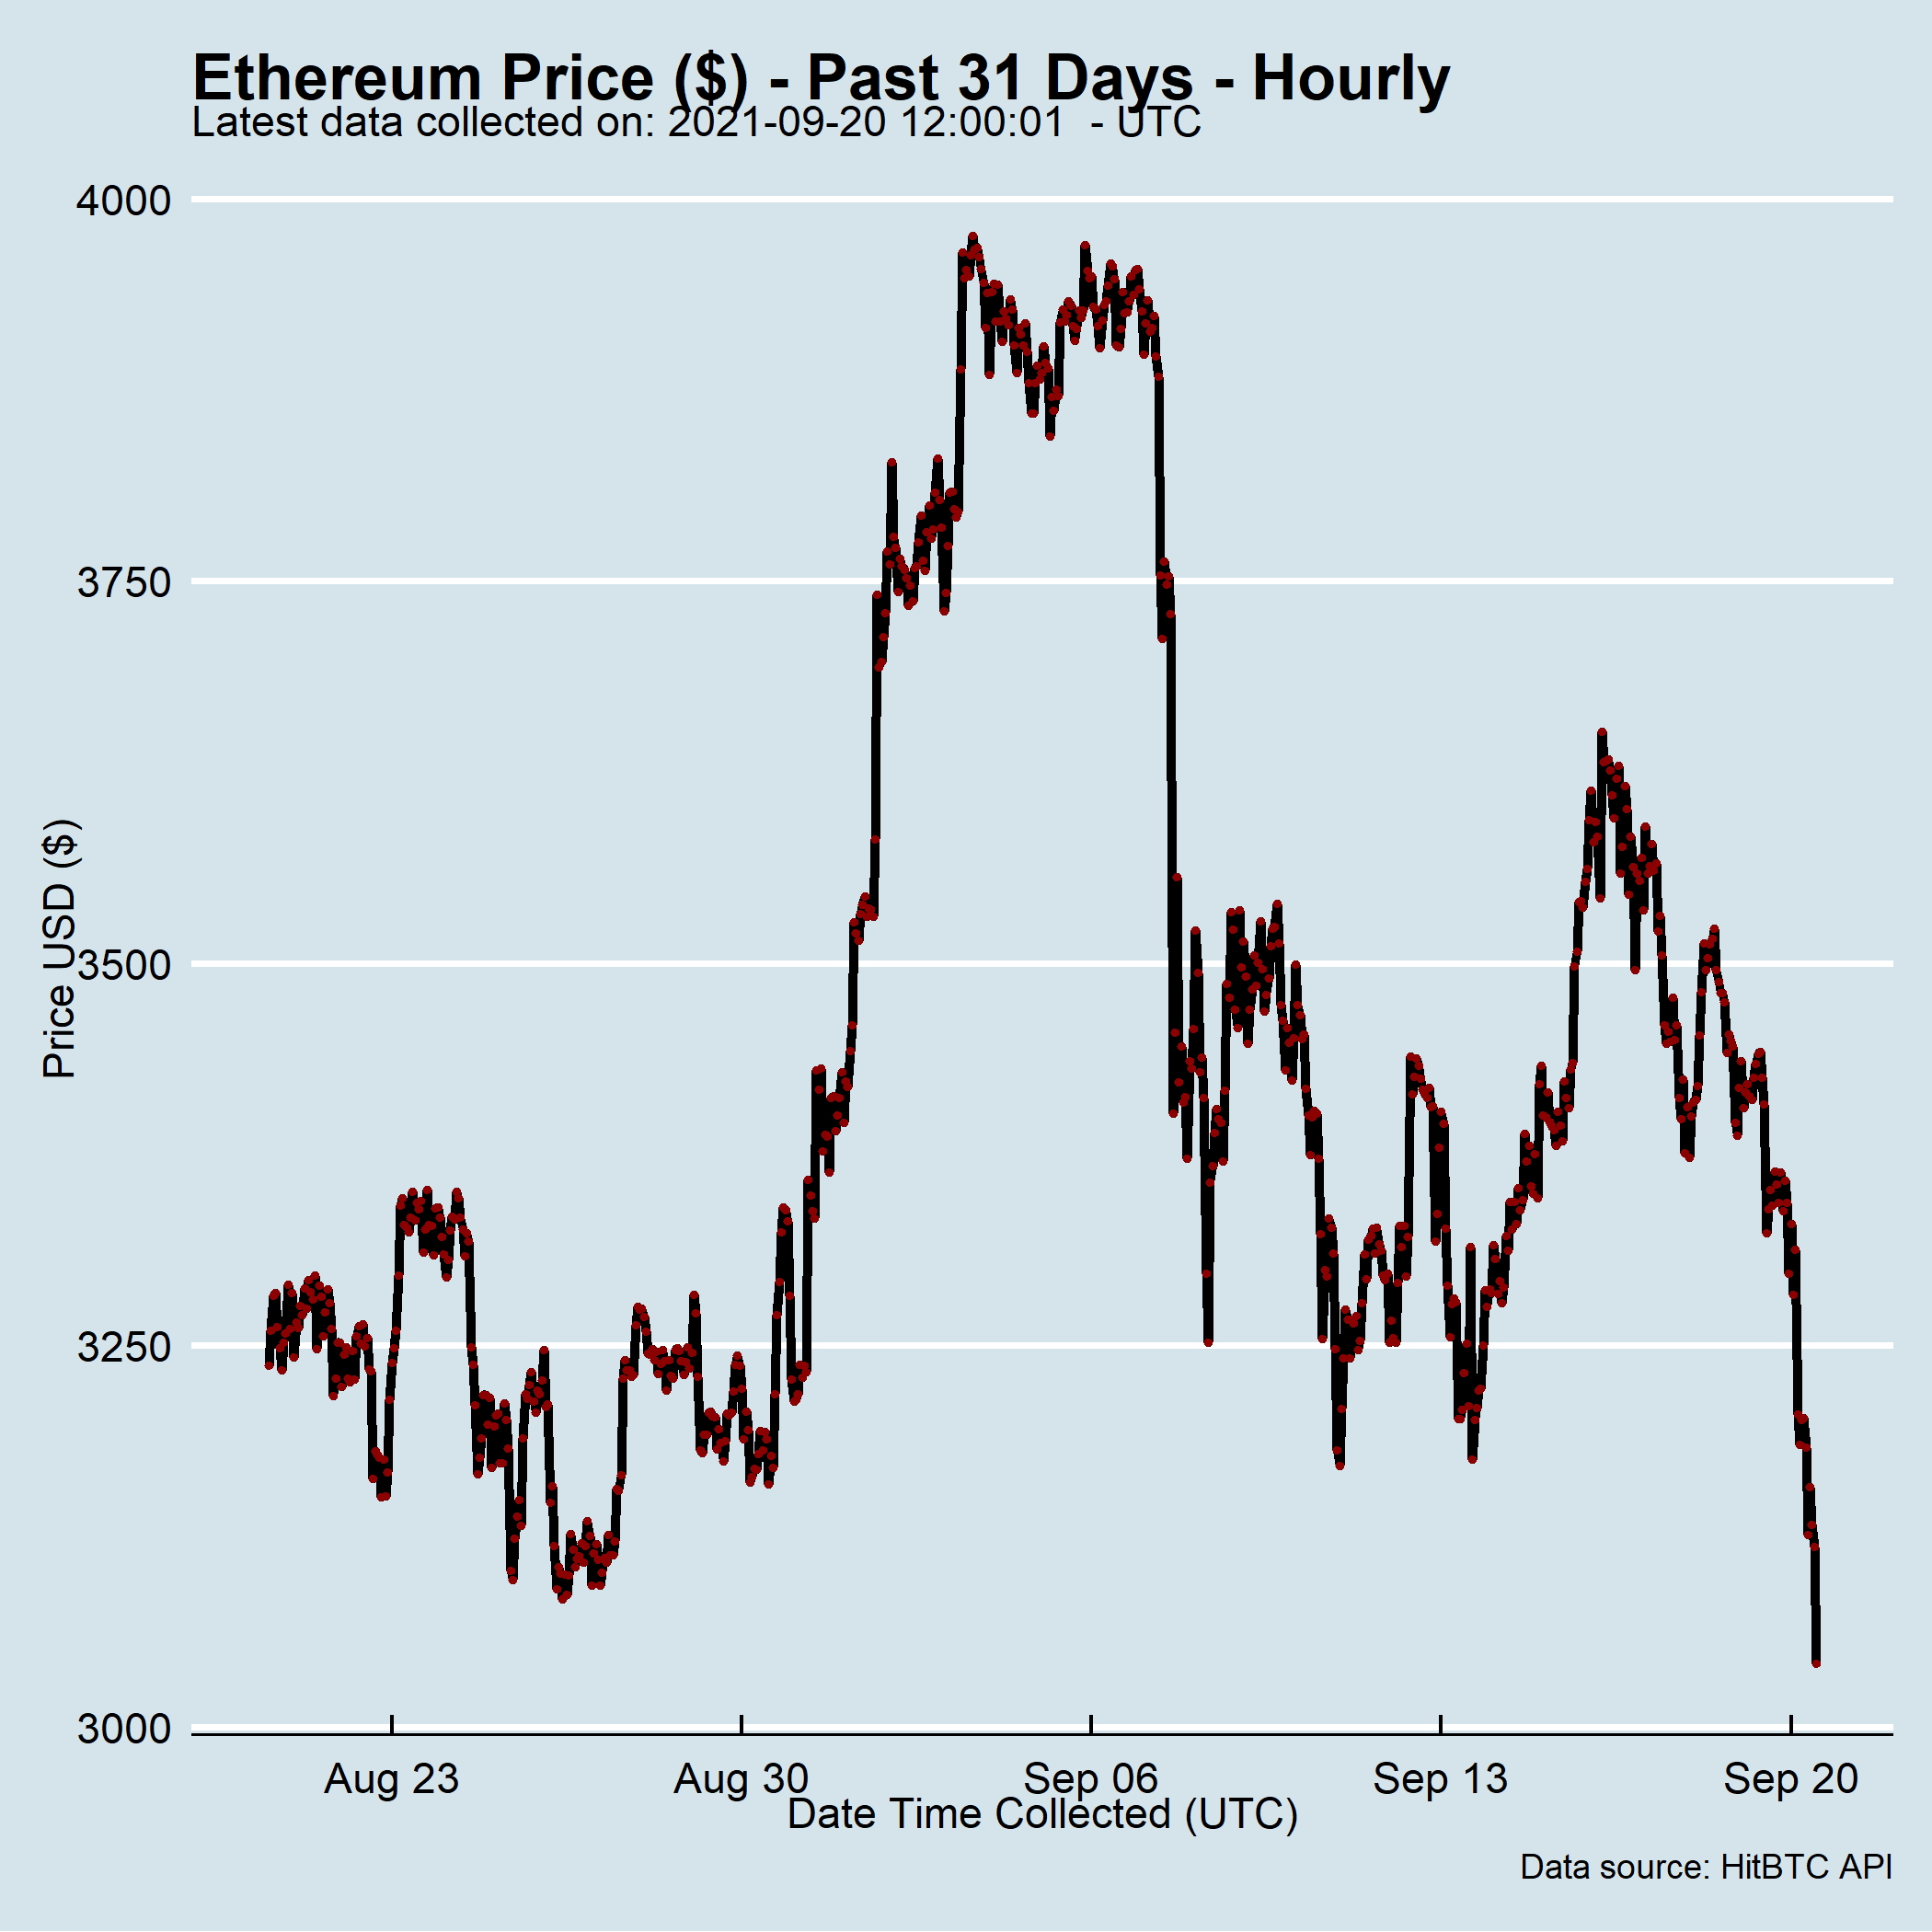 Ethereum Price ($) - Past 31 Days - Hourly
Latest data collected on: 2021-09-20 12:00:01  - UTC
4000
3750
3500
3250
3000
Price USD ($)
Aug 23 Aug 30 Sep 06 Sep 13 Sep 20
Date Time Collected (UTC)
Data source: HitBTC API